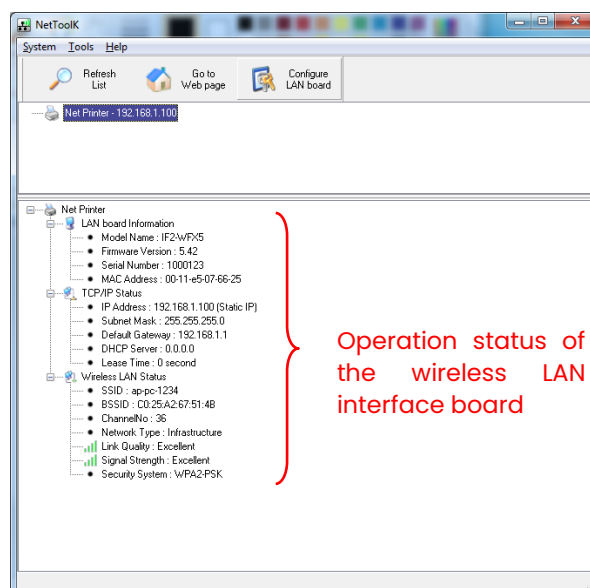 NetToolK
System Tools Help
Refresh List
Go to Web page
Configure LAN board
Net Printer - 192.168.1.100
Net Printer
LAN board Information
Model Name : IF2-WFX5
Firmware Version : 5.42
Serial Number : 1000123
MAC Address : 00-11-e5-07-66-25
TCP/IP Status
IP Address : 192.168.1.100 (Static IP)
Subnet Mask : 255.255.255.0
Default Gateway : 192.168.1.1
DHCP Server : 0.0.0.0
Lease Time : 0 second
Wireless LAN Status
SSID : ap-pc-1234
BSSID : C0:25:A2:67:51:4B
ChannelNo : 36
Network Type : Infrastructure
Link Quality : Excellent
Signal Strength : Excellent
Security System : WPA2-PSK
Operation status of
the wireless LAN
interface board